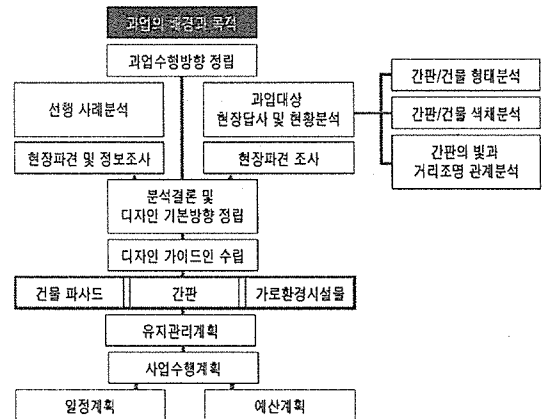 과업의 배경과 목적
과업수행방향 정립
선행 사례분석
과업대상
현장답사 및 현황분석
간판/건물 형태분석
간판/건물 색채분석
간판의 빛과
거리조명 관계분석
현장파견 및 정보조사
현장파견 조사
분석결론 및
디자인 기본방향 정립
디자인 가이드인 수립
건물 파사드
간판
가로환경시설물
유지관리계획
사업수행계획
일정계획
예산계획